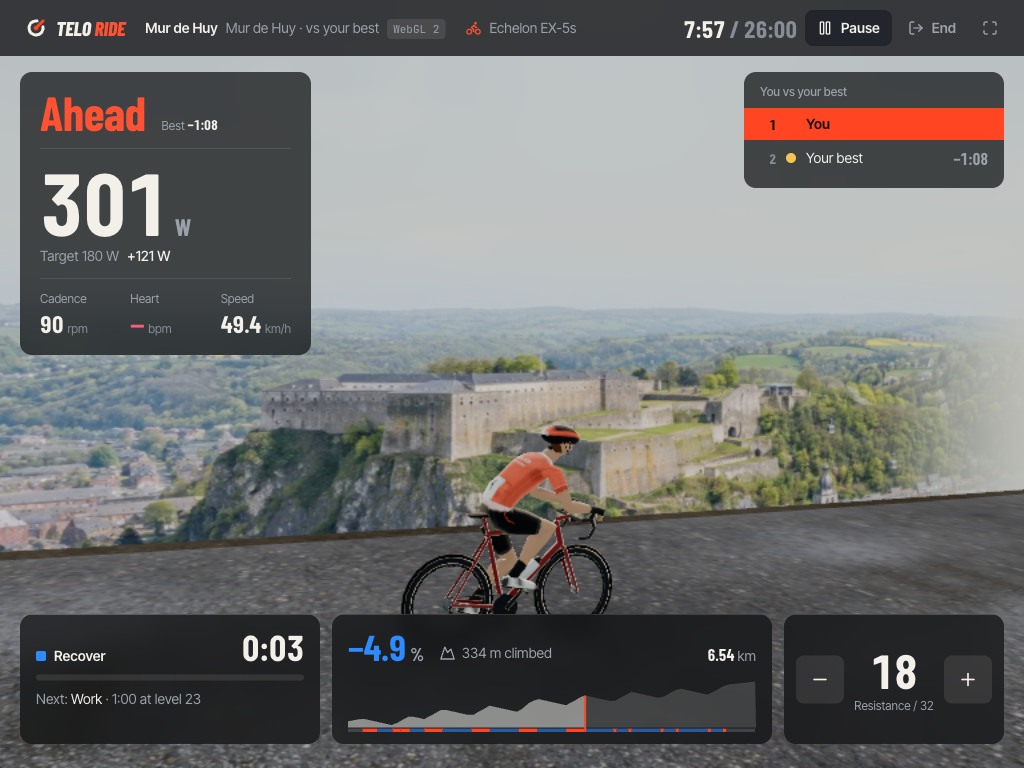 TELO RIDE Mur de Huy Mur de Huy · vs your best WebGL 2 Echelon EX-5s 7:57 / 26:00 Pause End
Ahead Best −1:08
301 W
Target 180 W +121 W
Cadence Heart Speed
90 rpm — bpm 49.4 km/h
You vs your best
1 You
2 Your best −1:08
Recover 0:03
Next: Work · 1:00 at level 23
−4.9 % 334 m climbed 6.54 km
− 18 +
Resistance / 32